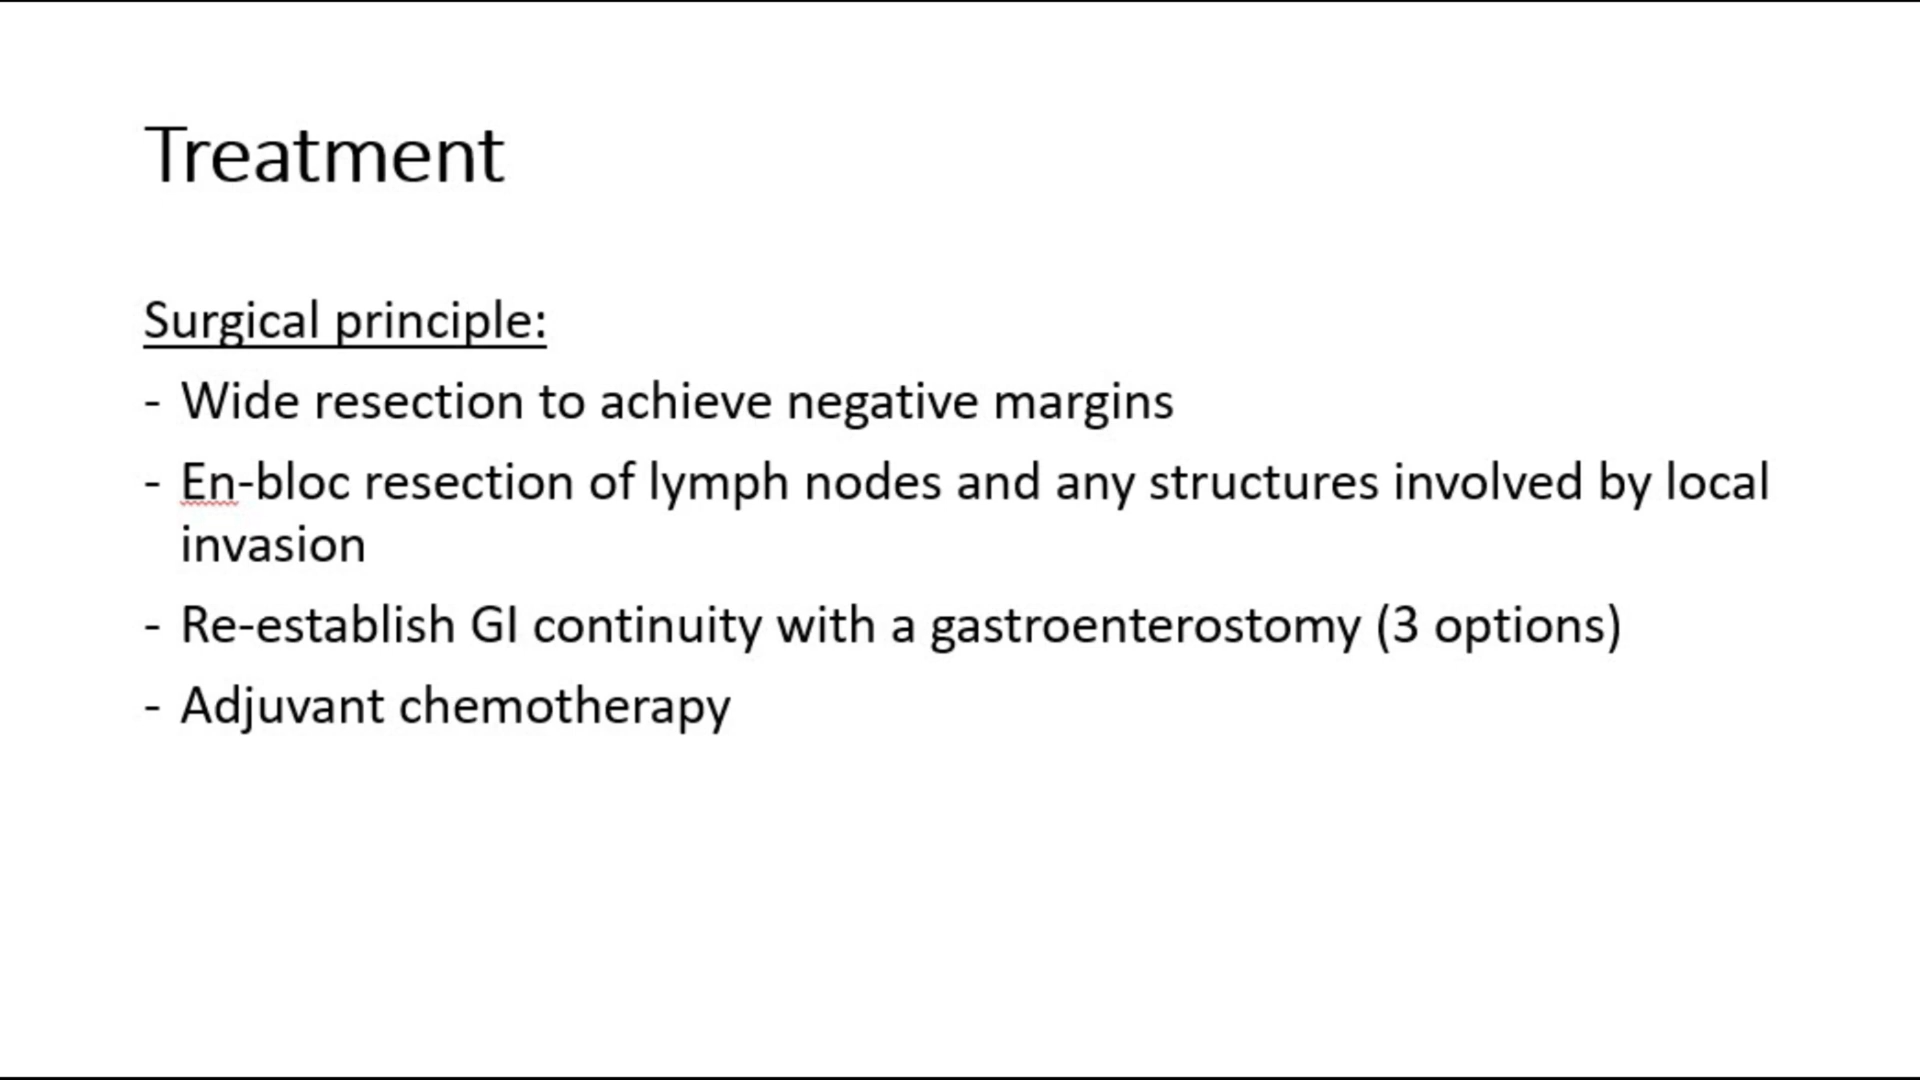 Treatment
Surgical principle:
- Wide resection to achieve negative margins
- En-bloc resection of lymph nodes and any structures involved by local
invasion
- Re-establish GI continuity with a gastroenterostomy (3 options)
- Adjuvant chemotherapy